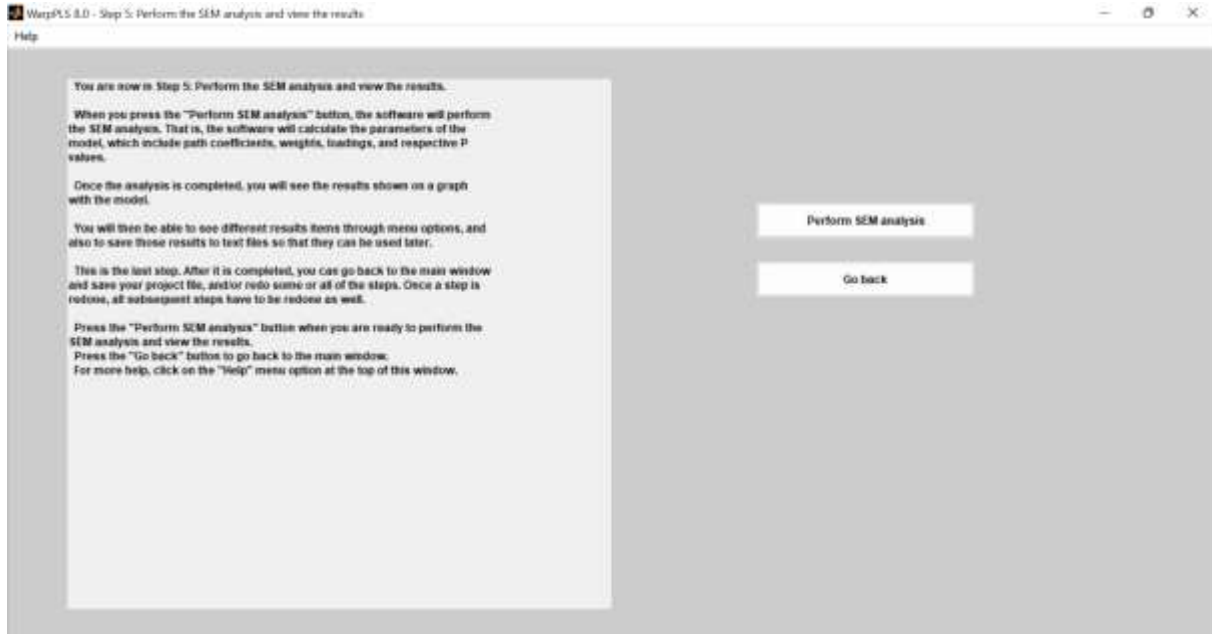 WarpPLS 8.0 - Step 5: Perform the SEM analysis and view the results
Help
You are now in Step 5: Perform the SEM analysis and view the results.
When you press the "Perform SEM analysis" button, the software will perform
the SEM analysis. That is, the software will calculate the parameters of the
model, which include path coefficients, weights, loadings, and respective P
values.
Once the analysis is completed, you will see the results shown on a graph
with the model.
You will then be able to see different results items through menu options, and
also to save those results to text files so that they can be used later.
This is the last step. After it is completed, you can go back to the main window
and save your project file, and/or redo some or all of the steps. Once a step is
redone, all subsequent steps have to be redone as well.
Press the "Perform SEM analysis" button when you are ready to perform the
SEM analysis and view the results.
Press the "Go back" button to go back to the main window.
For more help, click on the "Help" menu option at the top of this window.
Perform SEM analysis
Go back